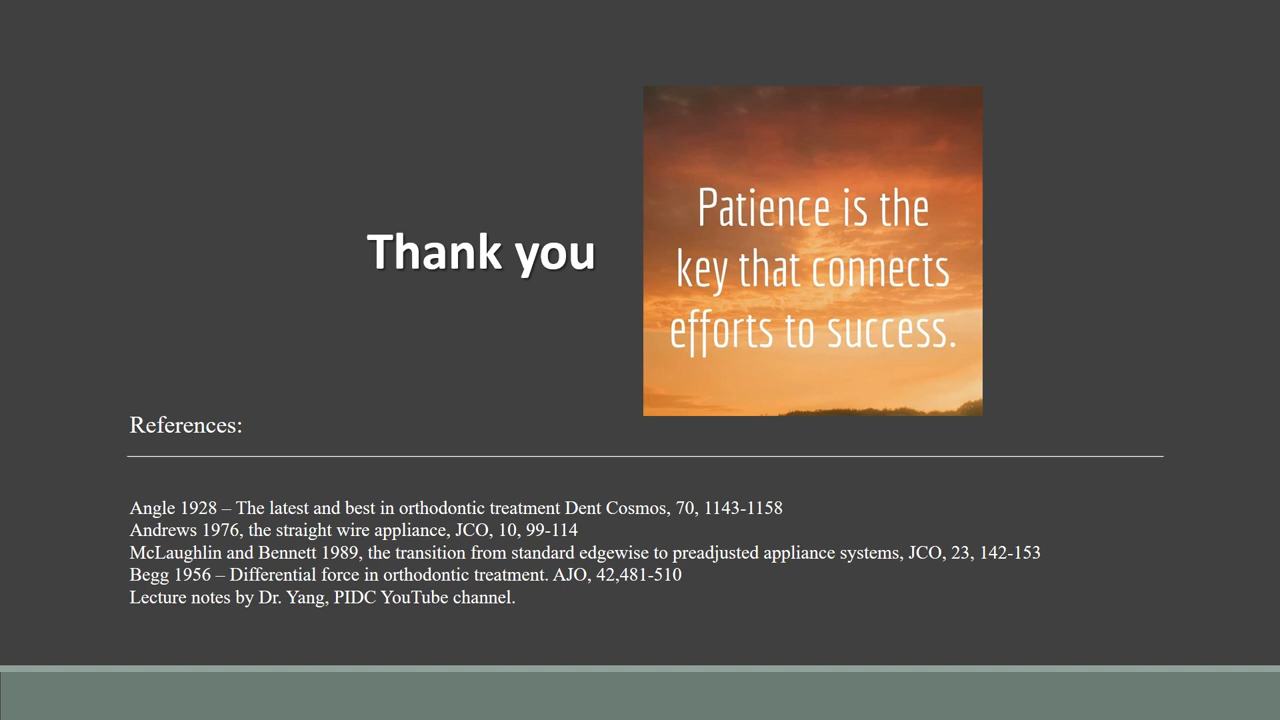 Thank you
Patience is the
key that connects
efforts to success.
References:
Angle 1928 – The latest and best in orthodontic treatment Dent Cosmos, 70, 1143-1158
Andrews 1976, the straight wire appliance, JCO, 10, 99-114
McLaughlin and Bennett 1989, the transition from standard edgewise to preadjusted appliance systems, JCO, 23, 142-153
Begg 1956 – Differential force in orthodontic treatment. AJO, 42,481-510
Lecture notes by Dr. Yang, PIDC YouTube channel.